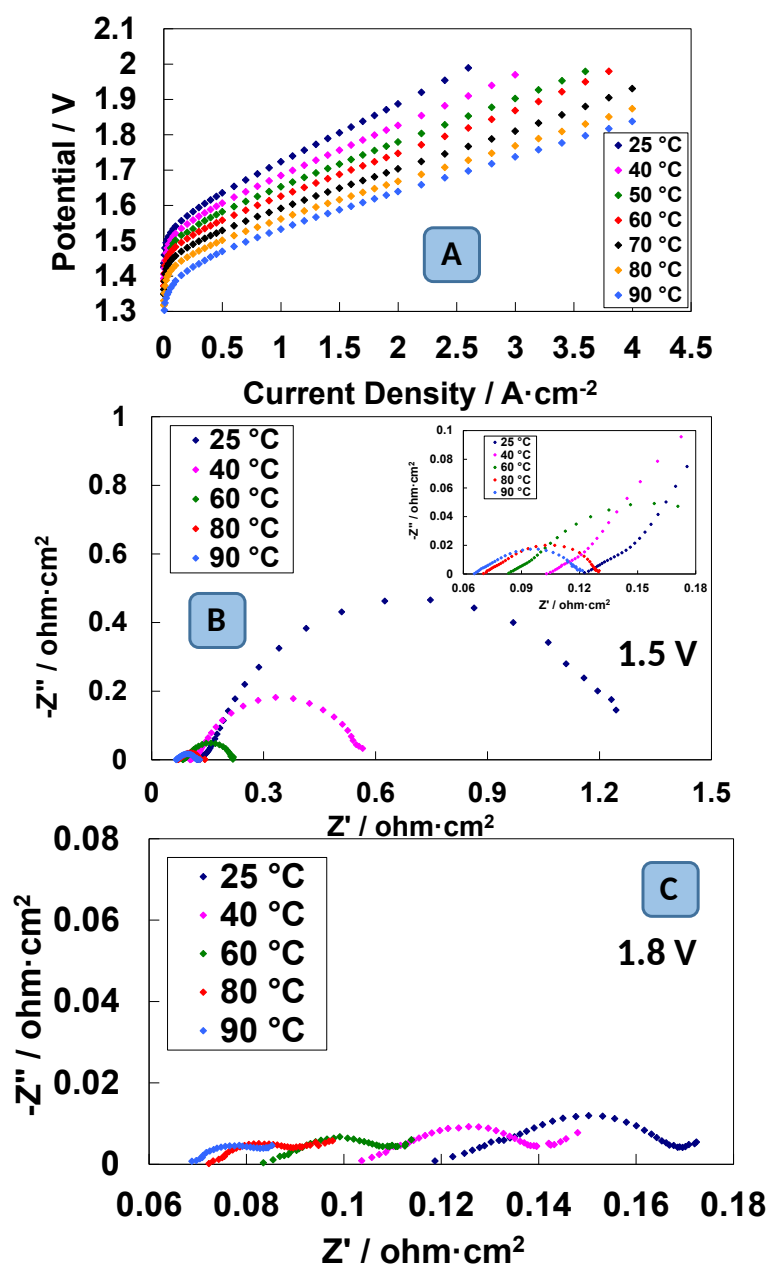 2.1
2
1.9
1.8
1.7
1.6
1.5
1.4
1.3
Potential / V
25 °C
40 °C
50 °C
60 °C
70 °C
80 °C
90 °C
A
0 0.5 1 1.5 2 2.5 3 3.5 4 4.5
Current Density / A·cm-2
1
0.8
0.6
0.4
0.2
0
-Z'' / ohm·cm2
25 °C
40 °C
60 °C
80 °C
90 °C
B
0.1
0.08
0.06
0.04
0.02
0
-Z'' / ohm·cm2
25 °C
40 °C
60 °C
80 °C
90 °C
0.06 0.09 0.12 0.15 0.18
Z' / ohm·cm2
1.5 V
0 0.3 0.6 0.9 1.2 1.5
Z' / ohm·cm2
0.08
0.06
0.04
0.02
0
-Z'' / ohm·cm2
25 °C
40 °C
60 °C
80 °C
90 °C
C
1.8 V
0.06 0.08 0.1 0.12 0.14 0.16 0.18
Z' / ohm·cm2